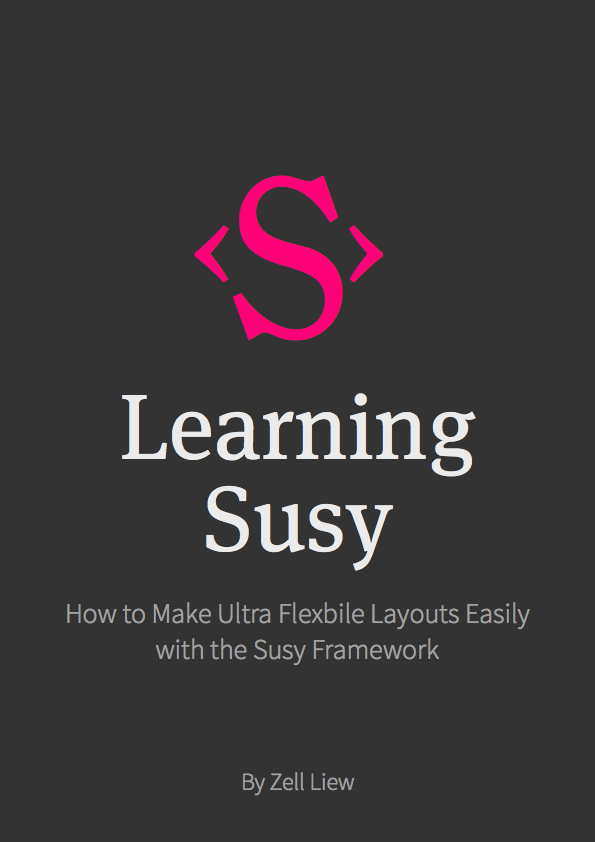 <S>
Learning
Susy
How to Make Ultra Flexbile Layouts Easily
with the Susy Framework
By Zell Liew